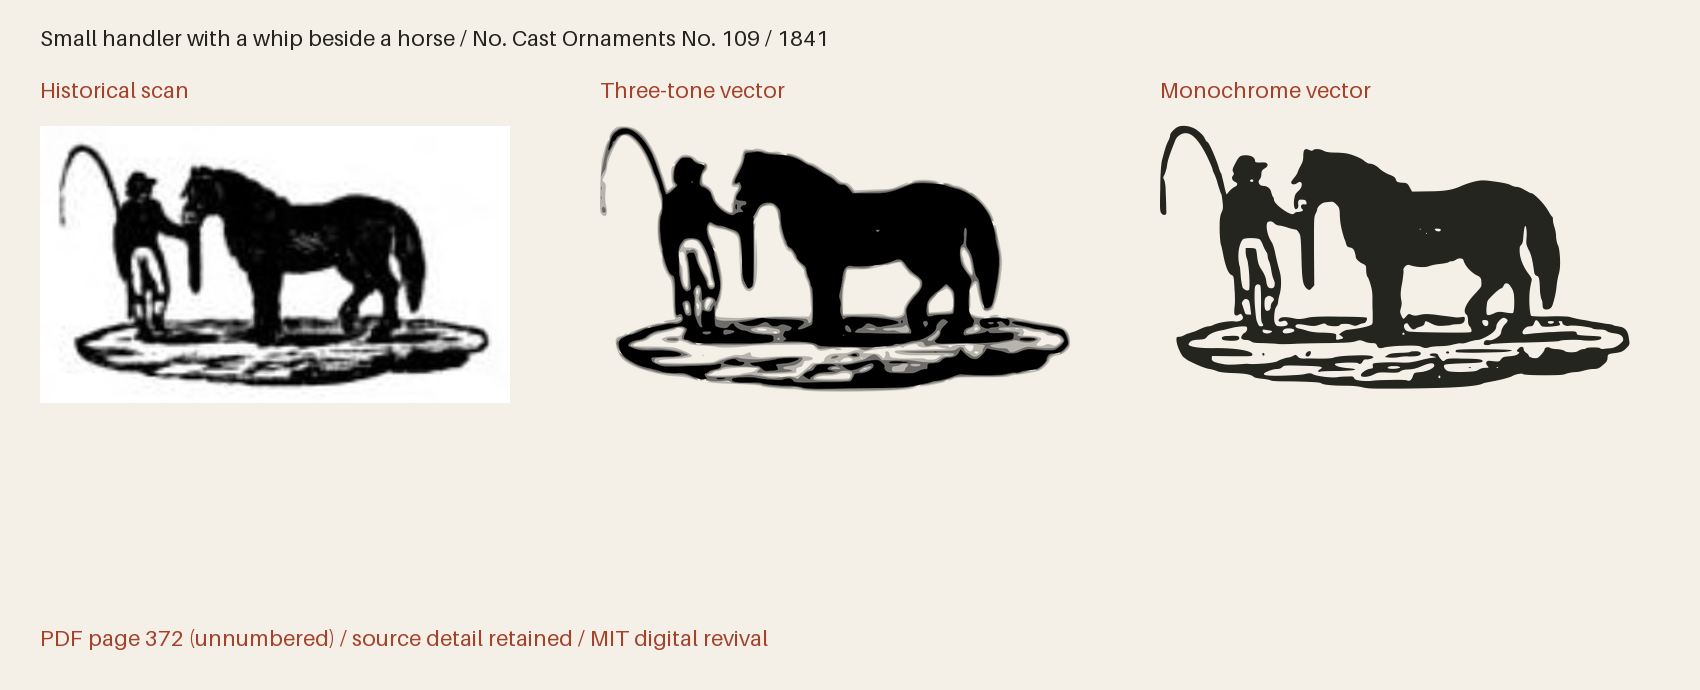 Small handler with a whip beside a horse / No. Cast Ornaments No. 109 / 1841
Historical scan
Three-tone vector
Monochrome vector
PDF page 372 (unnumbered) / source detail retained / MIT digital revival